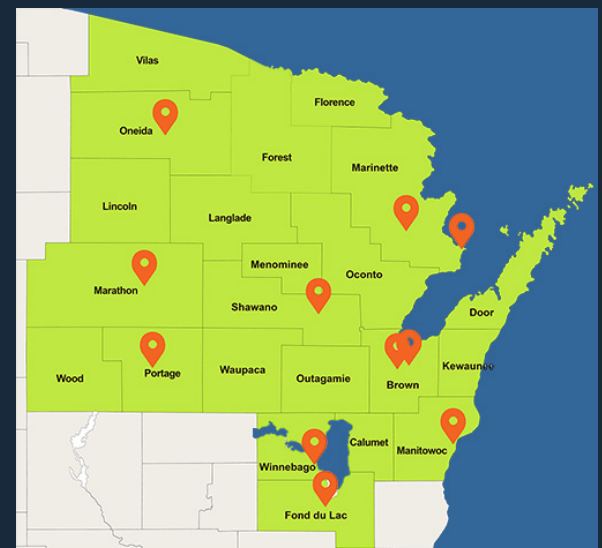 Vilas
Florence
Oneida
Forest
Marinette
Lincoln
Langlade
Menominee
Oconto
Marathon
Shawano
Door
Wood
Portage
Waupaca
Outagamie
Brown
Kewaunee
Calumet
Manitowoc
Winnebago
Fond du Lac